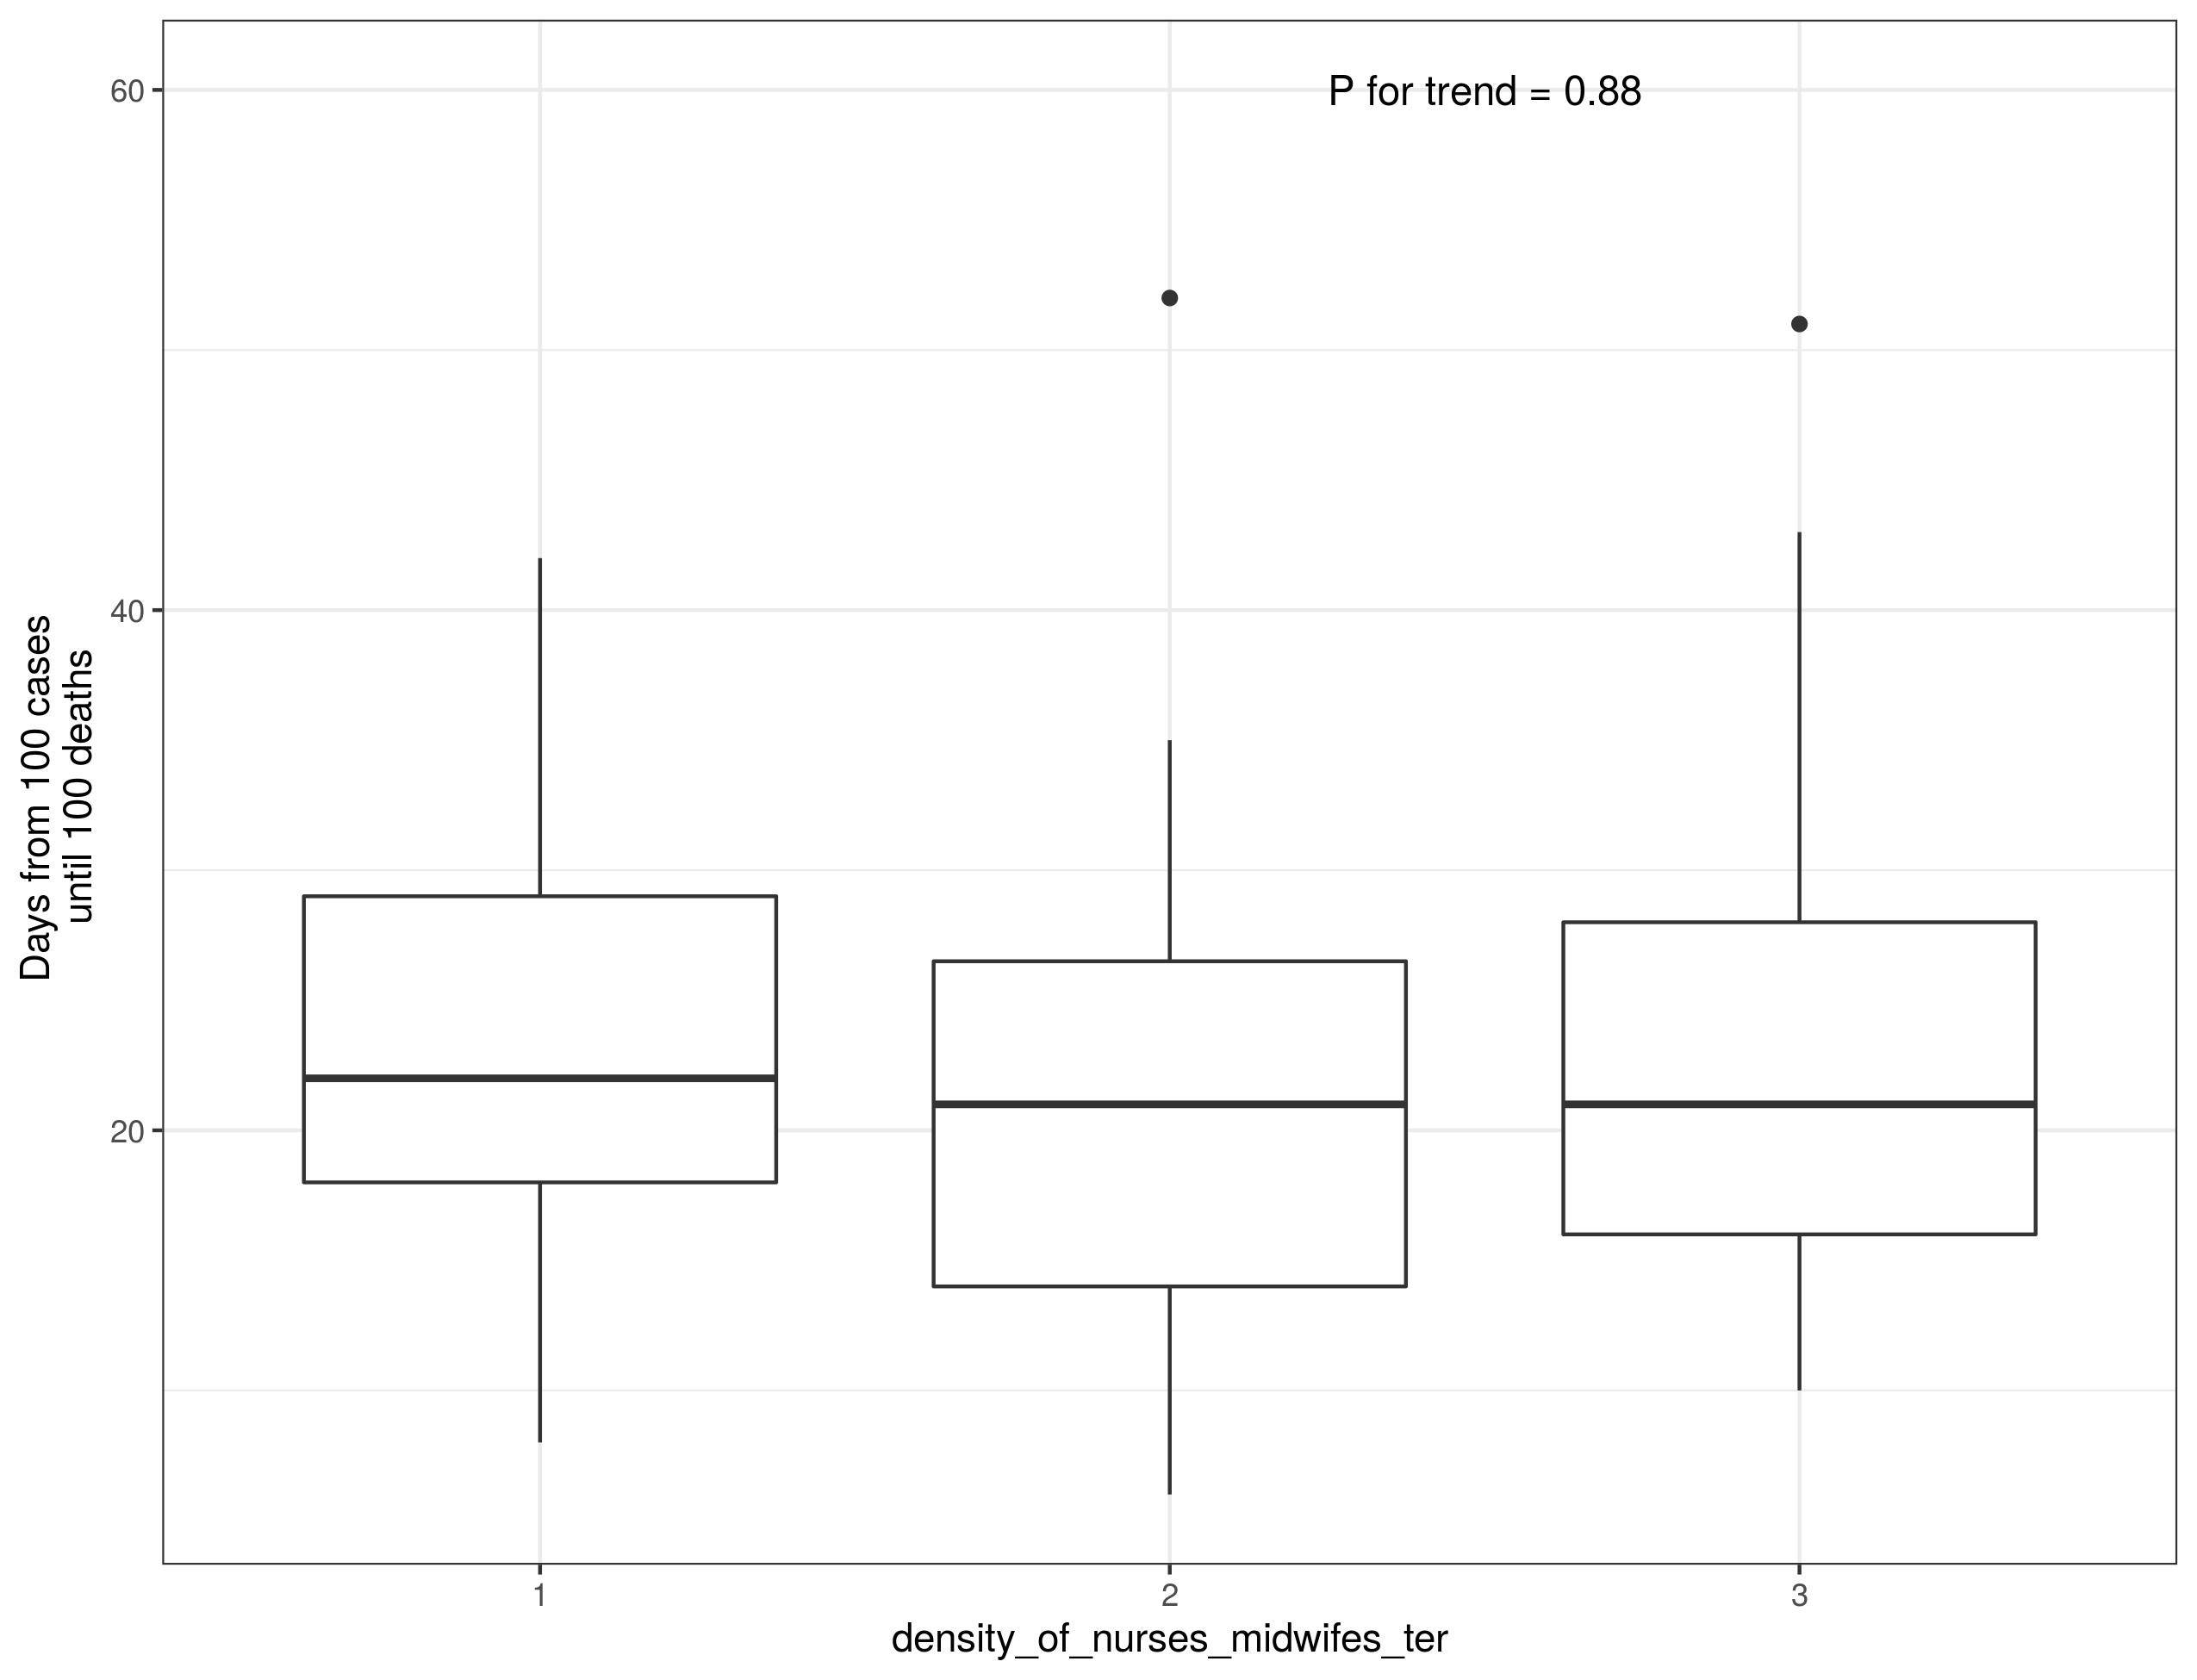 60
P for trend = 0.88
40
Days from 100 cases
until 100 deaths
20
1
2
3
density_of_nurses_midwifes_ter